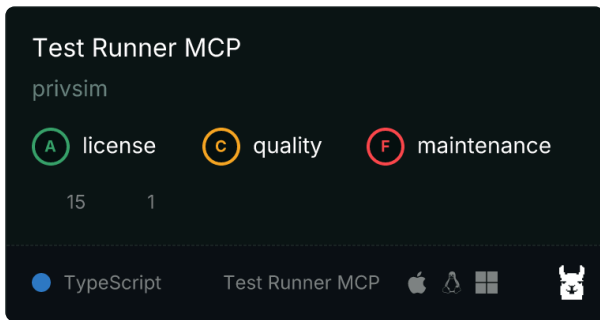 Test Runner MCP
privsim
A license C quality F maintenance
15 1
TypeScript Test Runner MCP